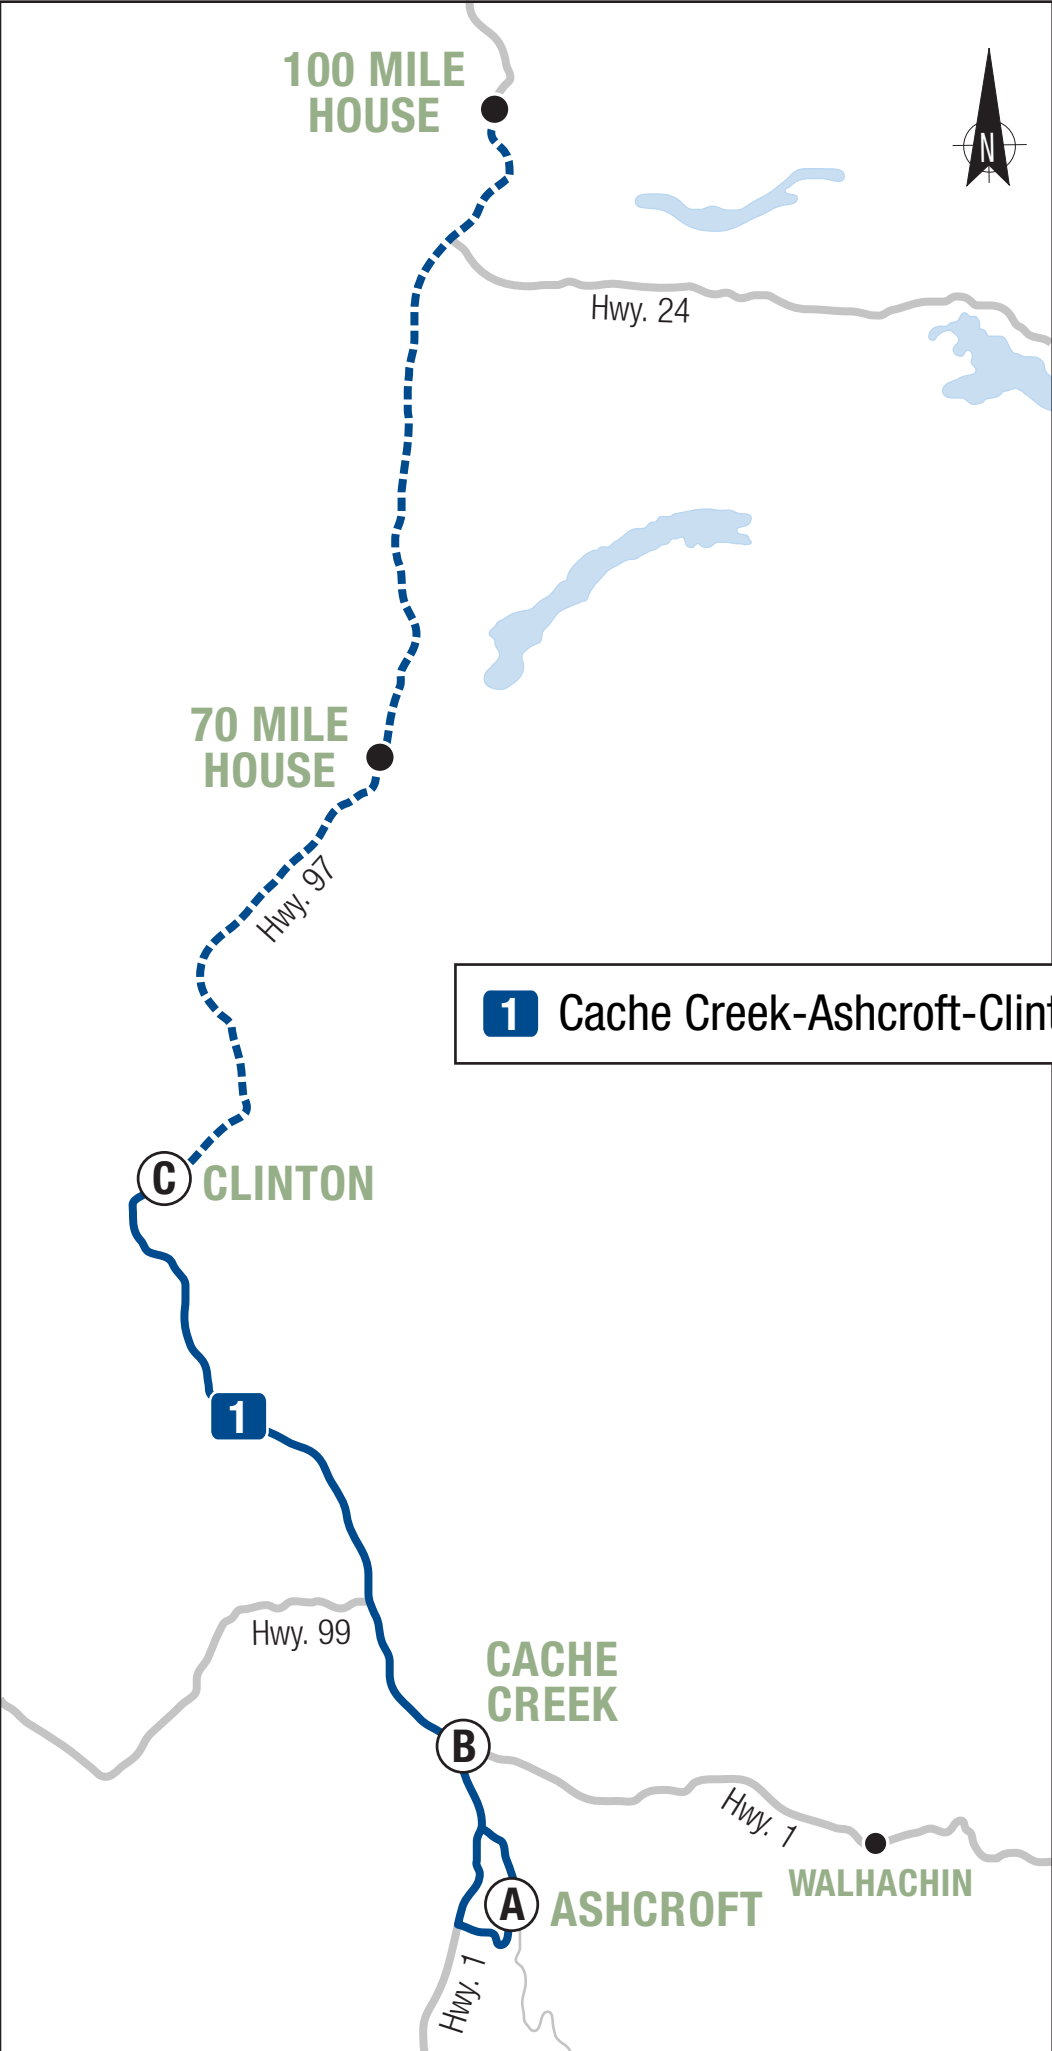 100 MILE
HOUSE
N
Hwy. 24
70 MILE
HOUSE
Hwy. 97
1 Cache Creek-Ashcroft-Clint
C CLINTON
1
Hwy. 99
CACHE
CREEK
B
Hwy. 1
WALHACHIN
A ASHCROFT
Hwy. 1